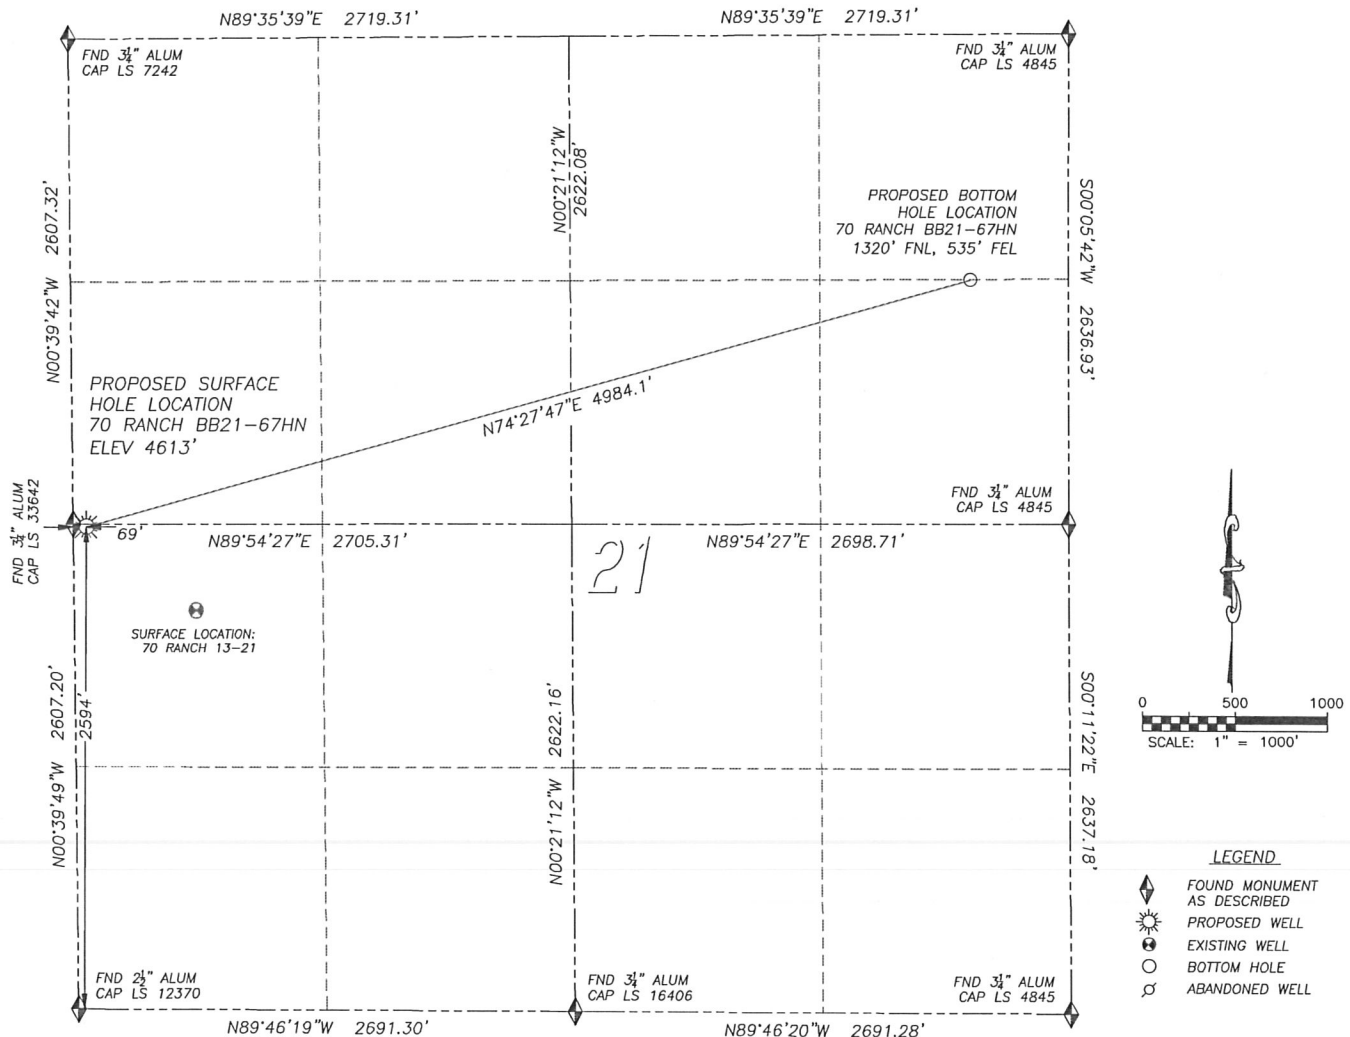 N89°35'39"E 2719.31'
N89°35'39"E 2719.31'
FND 3¼" ALUM
CAP LS 7242
FND 3¼" ALUM
CAP LS 4845
N00°39'42"W 2607.32'
N00°21'12"W
2622.08'
PROPOSED BOTTOM
HOLE LOCATION
70 RANCH BB21-67HN
1320' FNL, 535' FEL
S00°05'42"W 2636.93'
PROPOSED SURFACE
HOLE LOCATION
70 RANCH BB21-67HN
ELEV 4613'
N74°27'47"E 4984.1'
FND 3¼" ALUM
CAP LS 33642
69'
FND 3¼" ALUM
CAP LS 4845
N89°54'27"E 2705.31'
N89°54'27"E 2698.71'
21
SURFACE LOCATION:
70 RANCH 13-21
N00°39'49"W 2607.20'
2594'
N00°21'12"W 2622.16'
S00°11'22"E 2637.18'
0 500 1000
SCALE: 1" = 1000'
LEGEND
FOUND MONUMENT
AS DESCRIBED
PROPOSED WELL
EXISTING WELL
BOTTOM HOLE
ABANDONED WELL
FND 2½" ALUM
CAP LS 12370
FND 3¼" ALUM
CAP LS 16406
FND 3¼" ALUM
CAP LS 4845
N89°46'19"W 2691.30'
N89°46'20"W 2691.28'